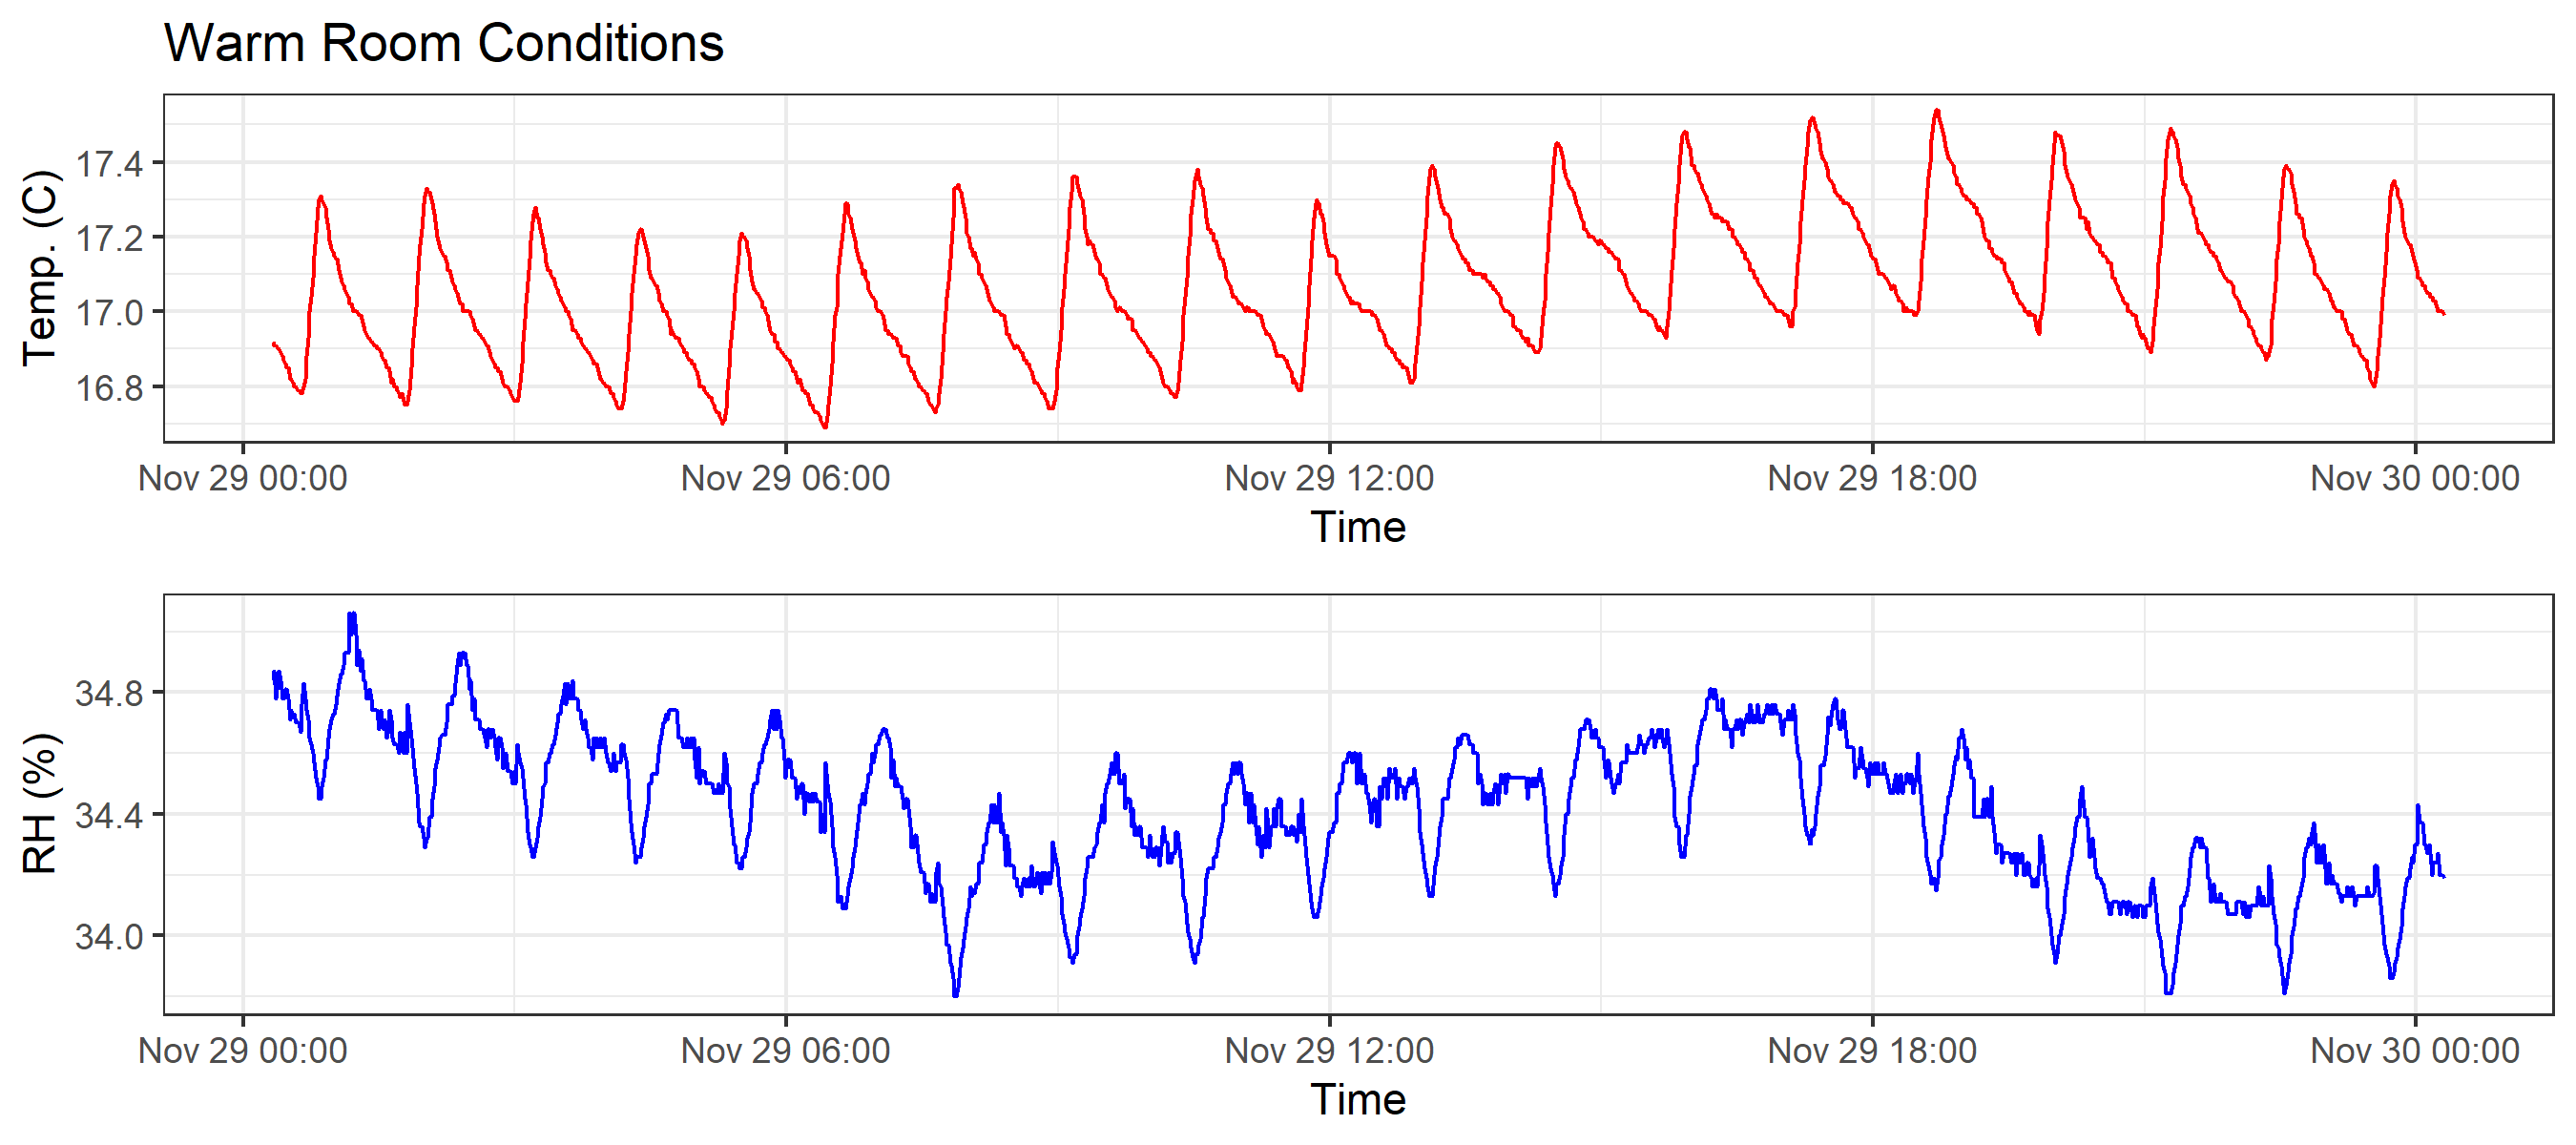 Warm Room Conditions
Temp. (C)
17.4
17.2
17.0
16.8
Nov 29 00:00 Nov 29 06:00 Nov 29 12:00 Nov 29 18:00 Nov 30 00:00
Time
RH (%)
34.8
34.4
34.0
Nov 29 00:00 Nov 29 06:00 Nov 29 12:00 Nov 29 18:00 Nov 30 00:00
Time